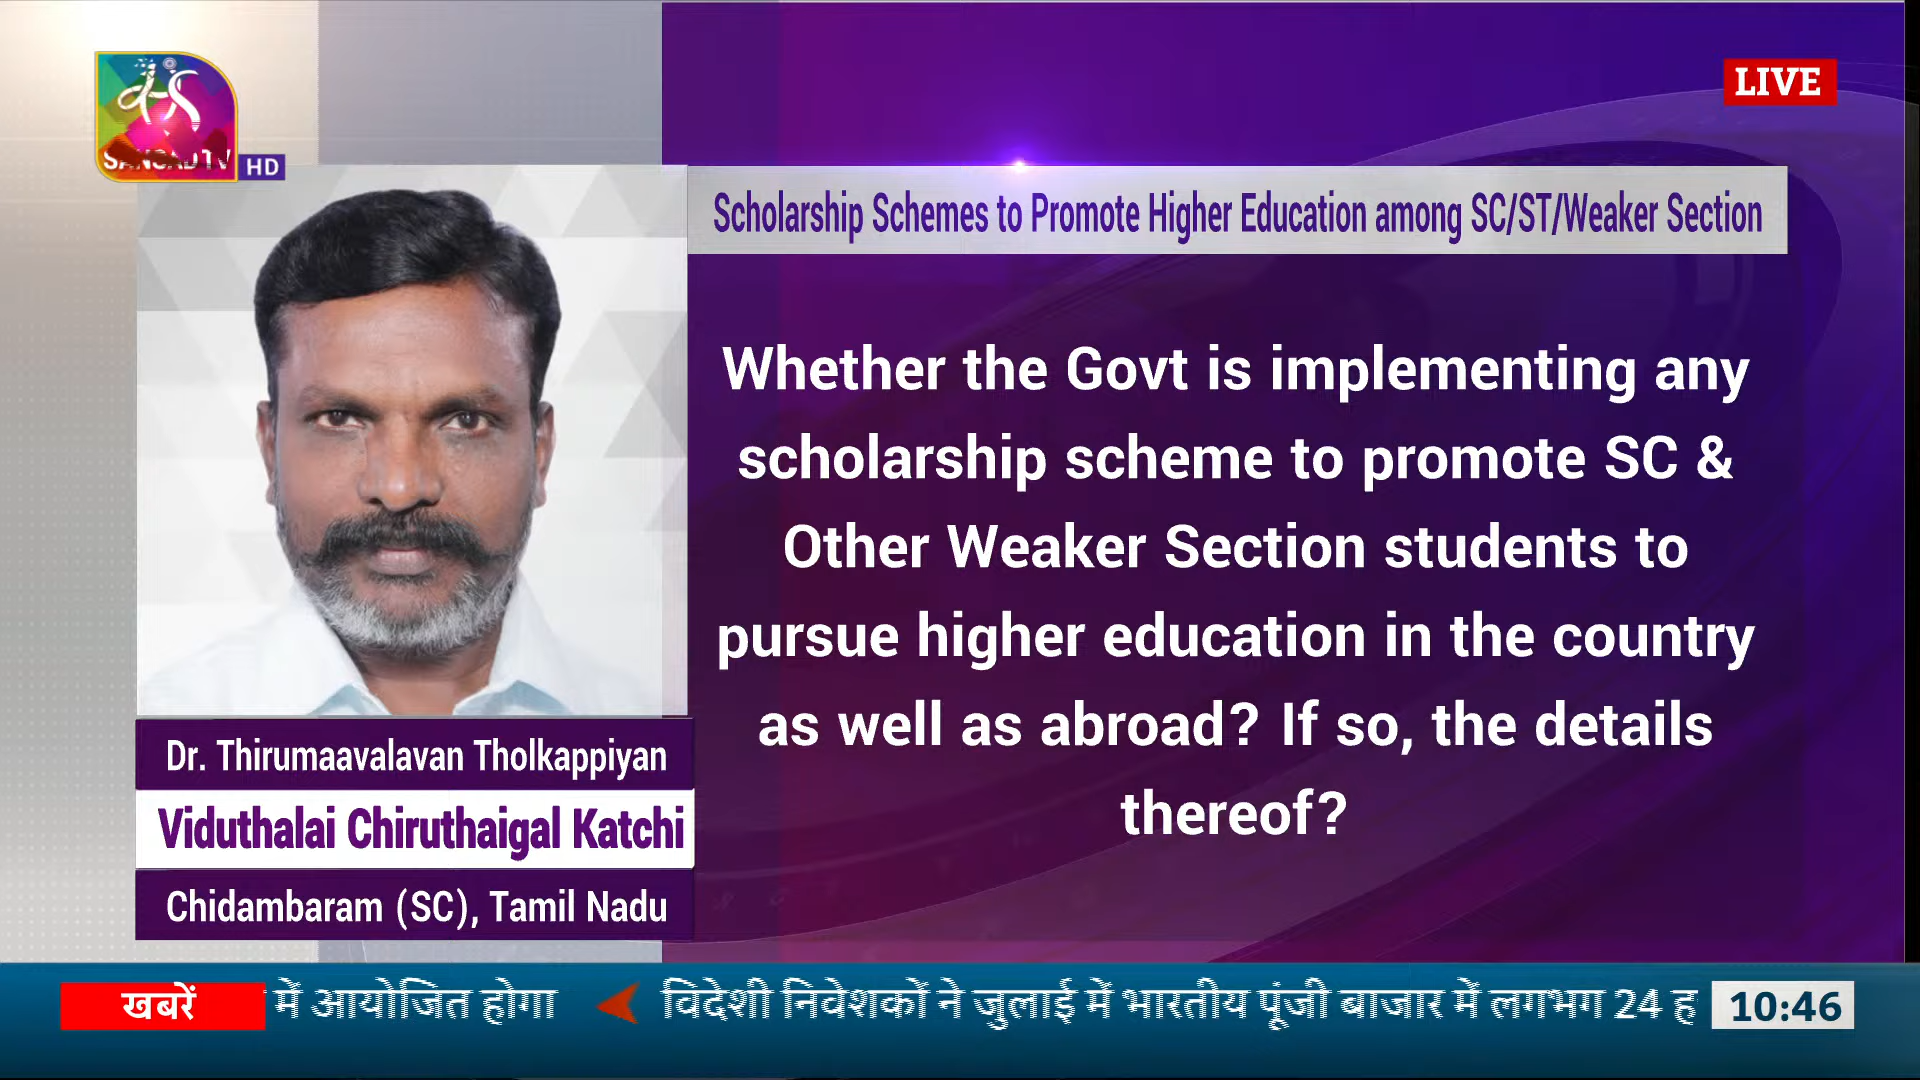 SANSAD TV
HD
LIVE
Scholarship Schemes to Promote Higher Education among SC/ST/Weaker Section
Whether the Govt is implementing any
scholarship scheme to promote SC &
Other Weaker Section students to
pursue higher education in the country
as well as abroad? If so, the details
thereof?
Dr. Thirumaavalavan Tholkappiyan
Viduthalai Chiruthaigal Katchi
Chidambaram (SC), Tamil Nadu
खबरें
में आयोजित होगा
विदेशी निवेशकों ने जुलाई में भारतीय पूंजी बाजार में लगभग 24 ह
10:46